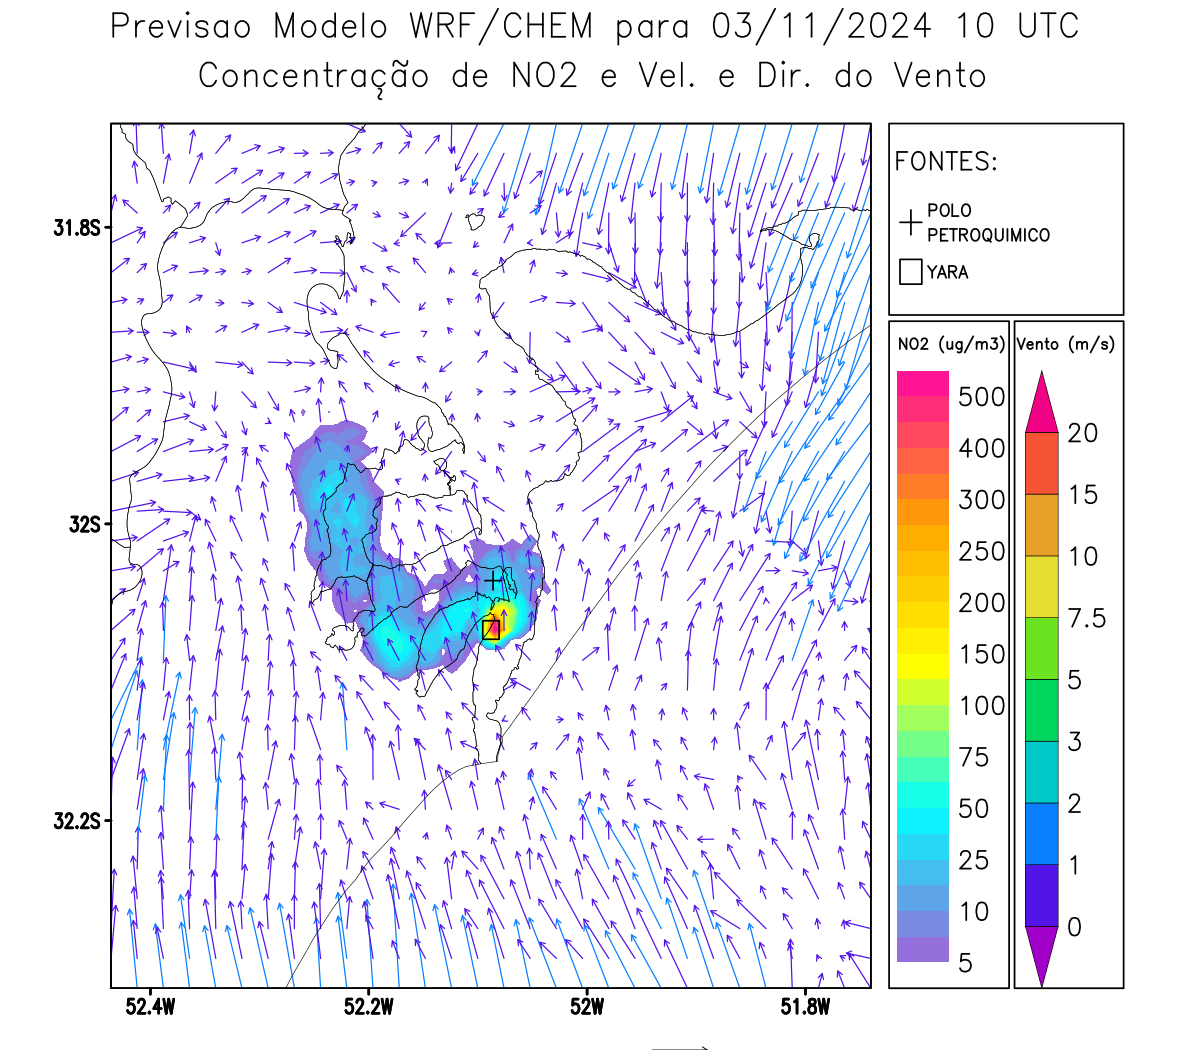 Previsao Modelo WRF/CHEM para 03/11/2024 10 UTC
Concentração de NO2 e Vel. e Dir. do Vento
FONTES:
POLO
PETROQUIMICO
YARA
NO2 (ug/m3)
500
400
300
250
200
150
100
75
50
25
10
5
Vento (m/s)
20
15
10
7.5
5
3
2
1
0
31.8S
32S
32.2S
52.4W
52.2W
52W
51.8W